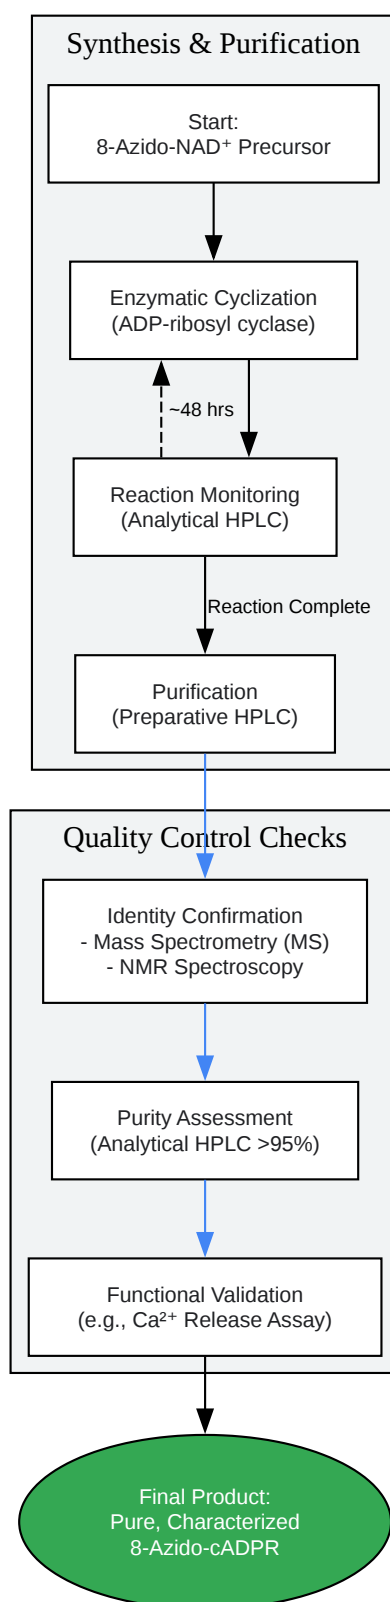 Synthesis & Purification
Start:
8-Azido-NAD⁺ Precursor
Enzymatic Cyclization
(ADP-ribosyl cyclase)
~48 hrs
Reaction Monitoring
(Analytical HPLC)
Reaction Complete
Purification
(Preparative HPLC)
Quality Control Checks
Identity Confirmation
- Mass Spectrometry (MS)
- NMR Spectroscopy
Purity Assessment
(Analytical HPLC >95%)
Functional Validation
(e.g., Ca²⁺ Release Assay)
Final Product:
Pure, Characterized
8-Azido-cADPR